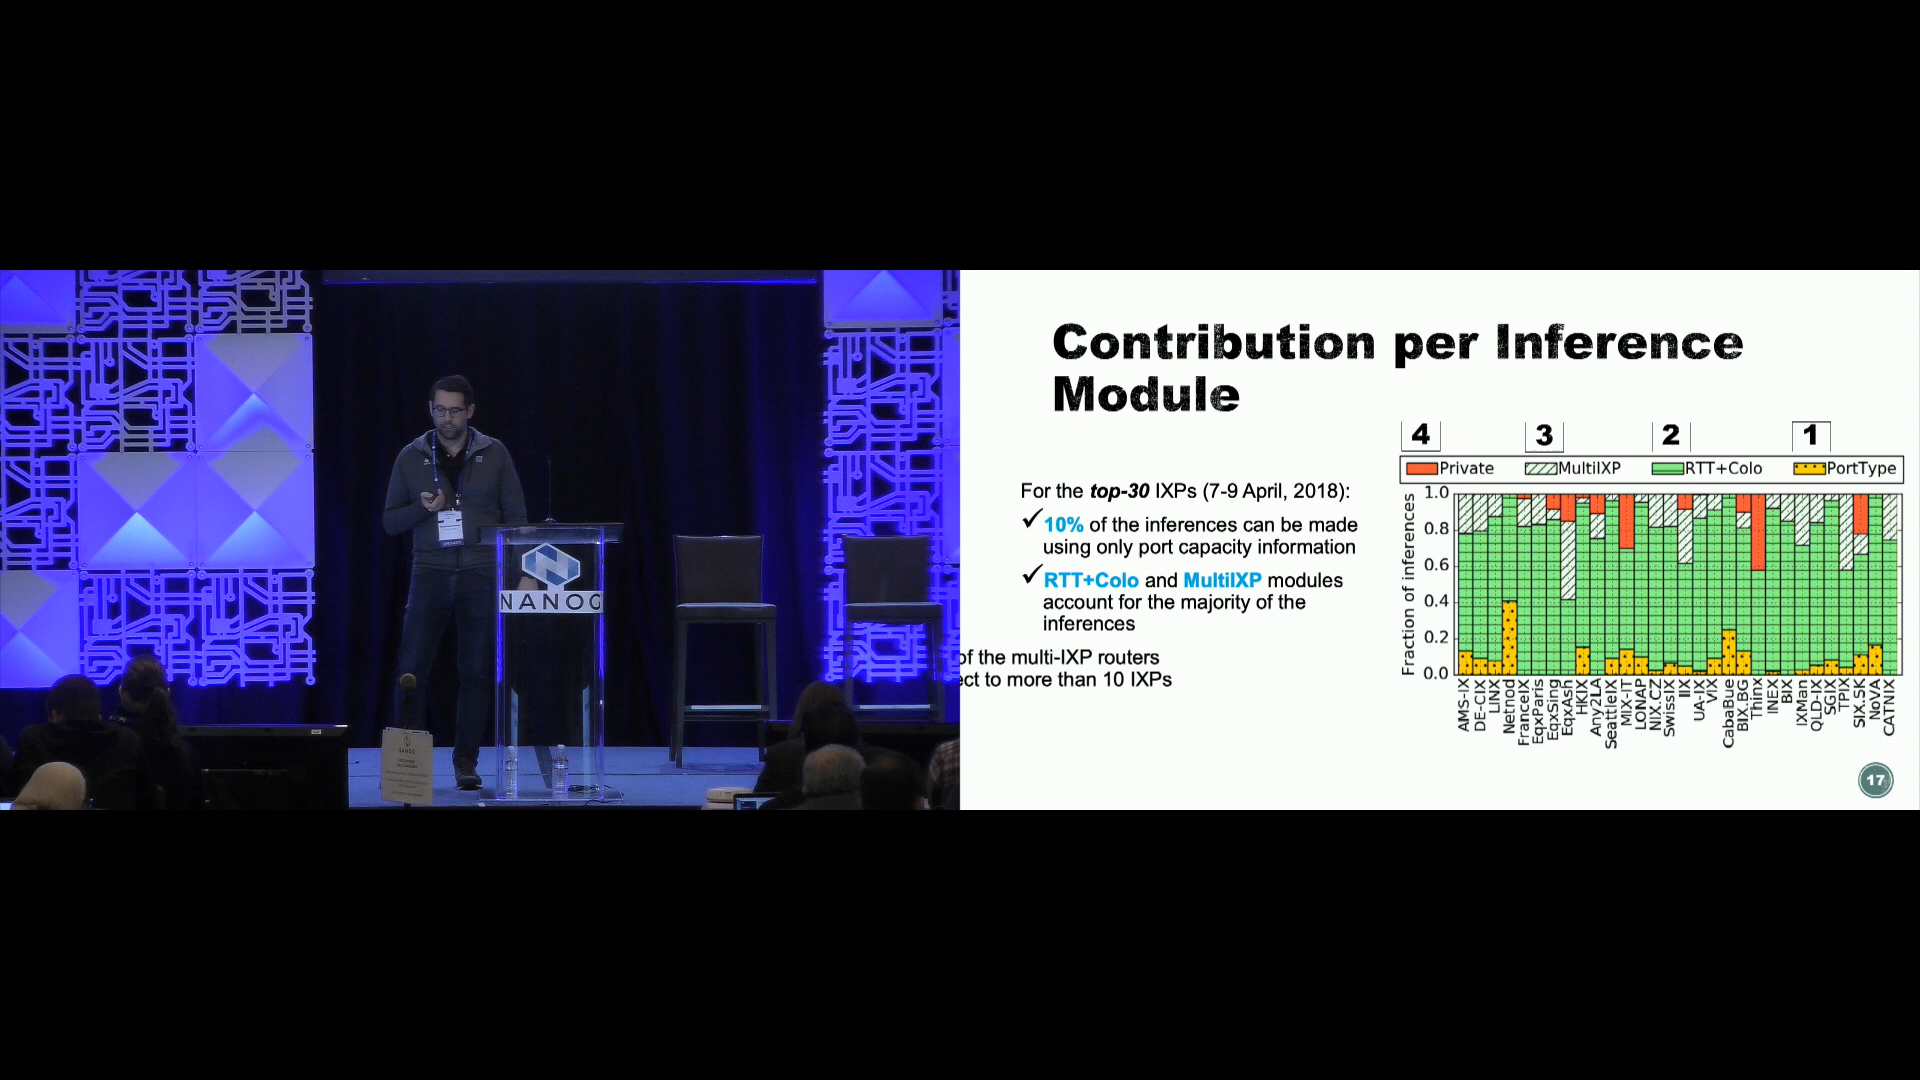 NANOG
Contribution per Inference
Module
4
3
2
1
Private
MultiIXP
RTT+Colo
PortType
For the top-30 IXPs (7-9 April, 2018):
✓10% of the inferences can be made
using only port capacity information
✓RTT+Colo and MultiIXP modules
account for the majority of the
inferences
of the multi-IXP routers
ect to more than 10 IXPs
Fraction of inferences
1.0
0.8
0.6
0.4
0.2
0.0
AMS-IX
DE-CIX
LINX
Netnod
FranceIX
EqxParis
EqxSing
EqxAsh
HKIX
Any2LA
SeattleIX
MIX-IT
LONAP
NIX.CZ
SwissIX
IIX
UA-IX
VIX
CabaBue
BIX.BG
Thinx
INEX
BIX
IXMan
QLD-IX
SGIX
TPIX
SIX.SK
NoVA
CATNIX
17